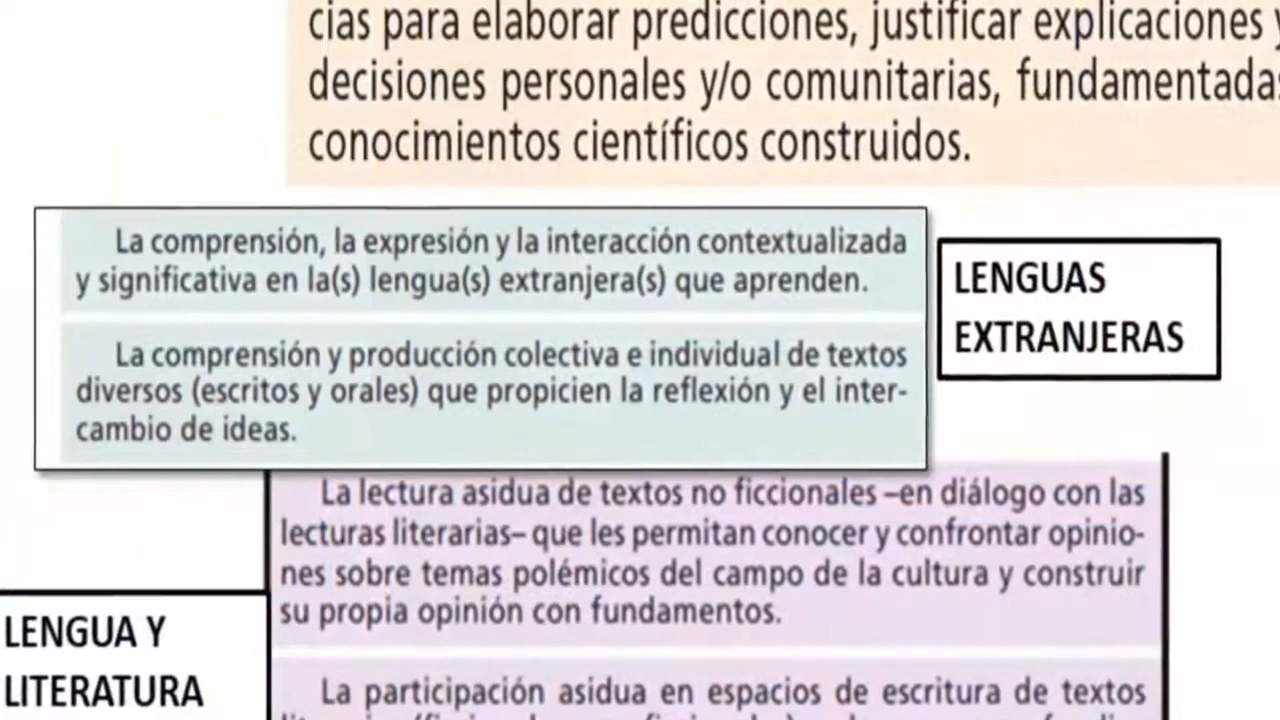 cias para elaborar predicciones, justificar explicaciones y
decisiones personales y/o comunitarias, fundamentadas
conocimientos científicos construidos.
La comprensión, la expresión y la interacción contextualizada
y significativa en la(s) lengua(s) extranjera(s) que aprenden.
LENGUAS
EXTRANJERAS
La comprensión y producción colectiva e individual de textos
diversos (escritos y orales) que propicien la reflexión y el inter-
cambio de ideas.
La lectura asidua de textos no ficcionales –en diálogo con las
lecturas literarias– que les permitan conocer y confrontar opinio-
nes sobre temas polémicos del campo de la cultura y construir
su propia opinión con fundamentos.
LENGUA Y
LITERATURA
La participación asidua en espacios de escritura de textos